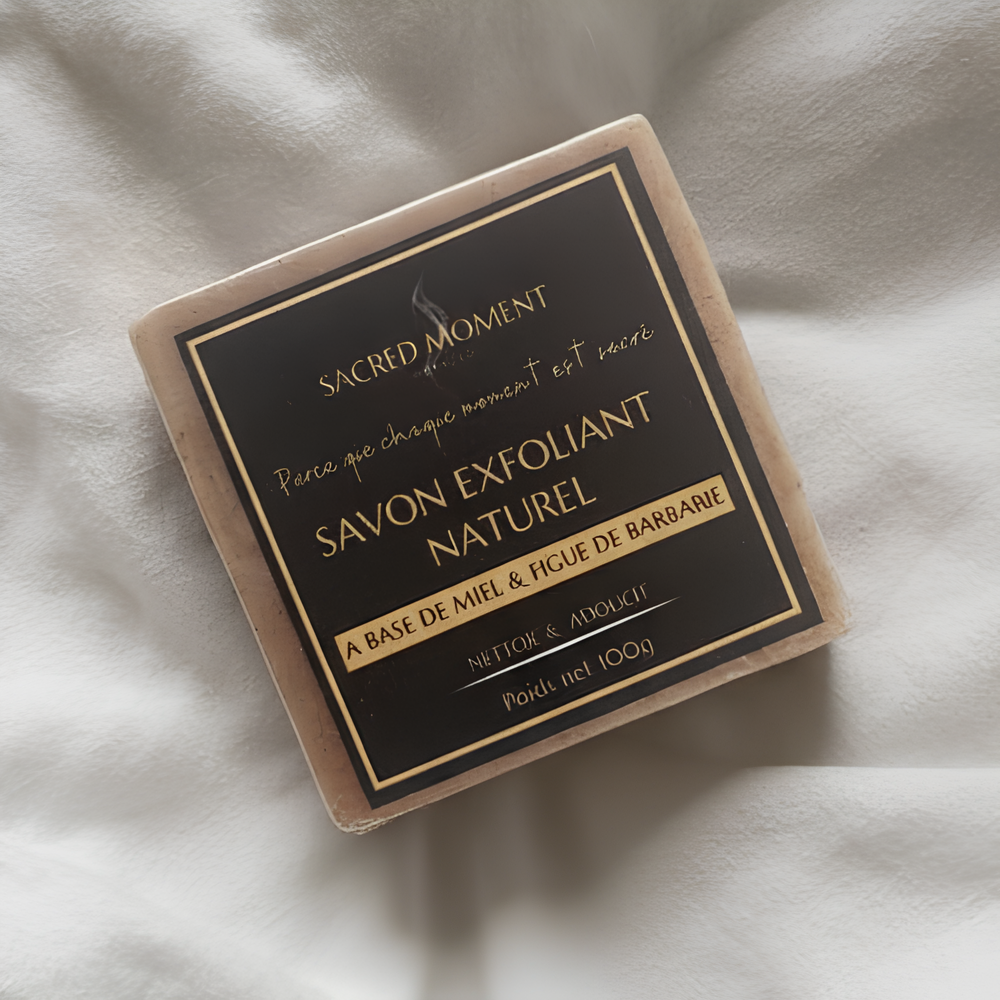 SACRED MOMENT
Parce que chaque moment est sacré
SAVON EXFOLIANT
NATUREL
A BASE DE MIEL & FIGUE DE BARBARIE
NETTOIE & ADOUCIT
Poids net 100g